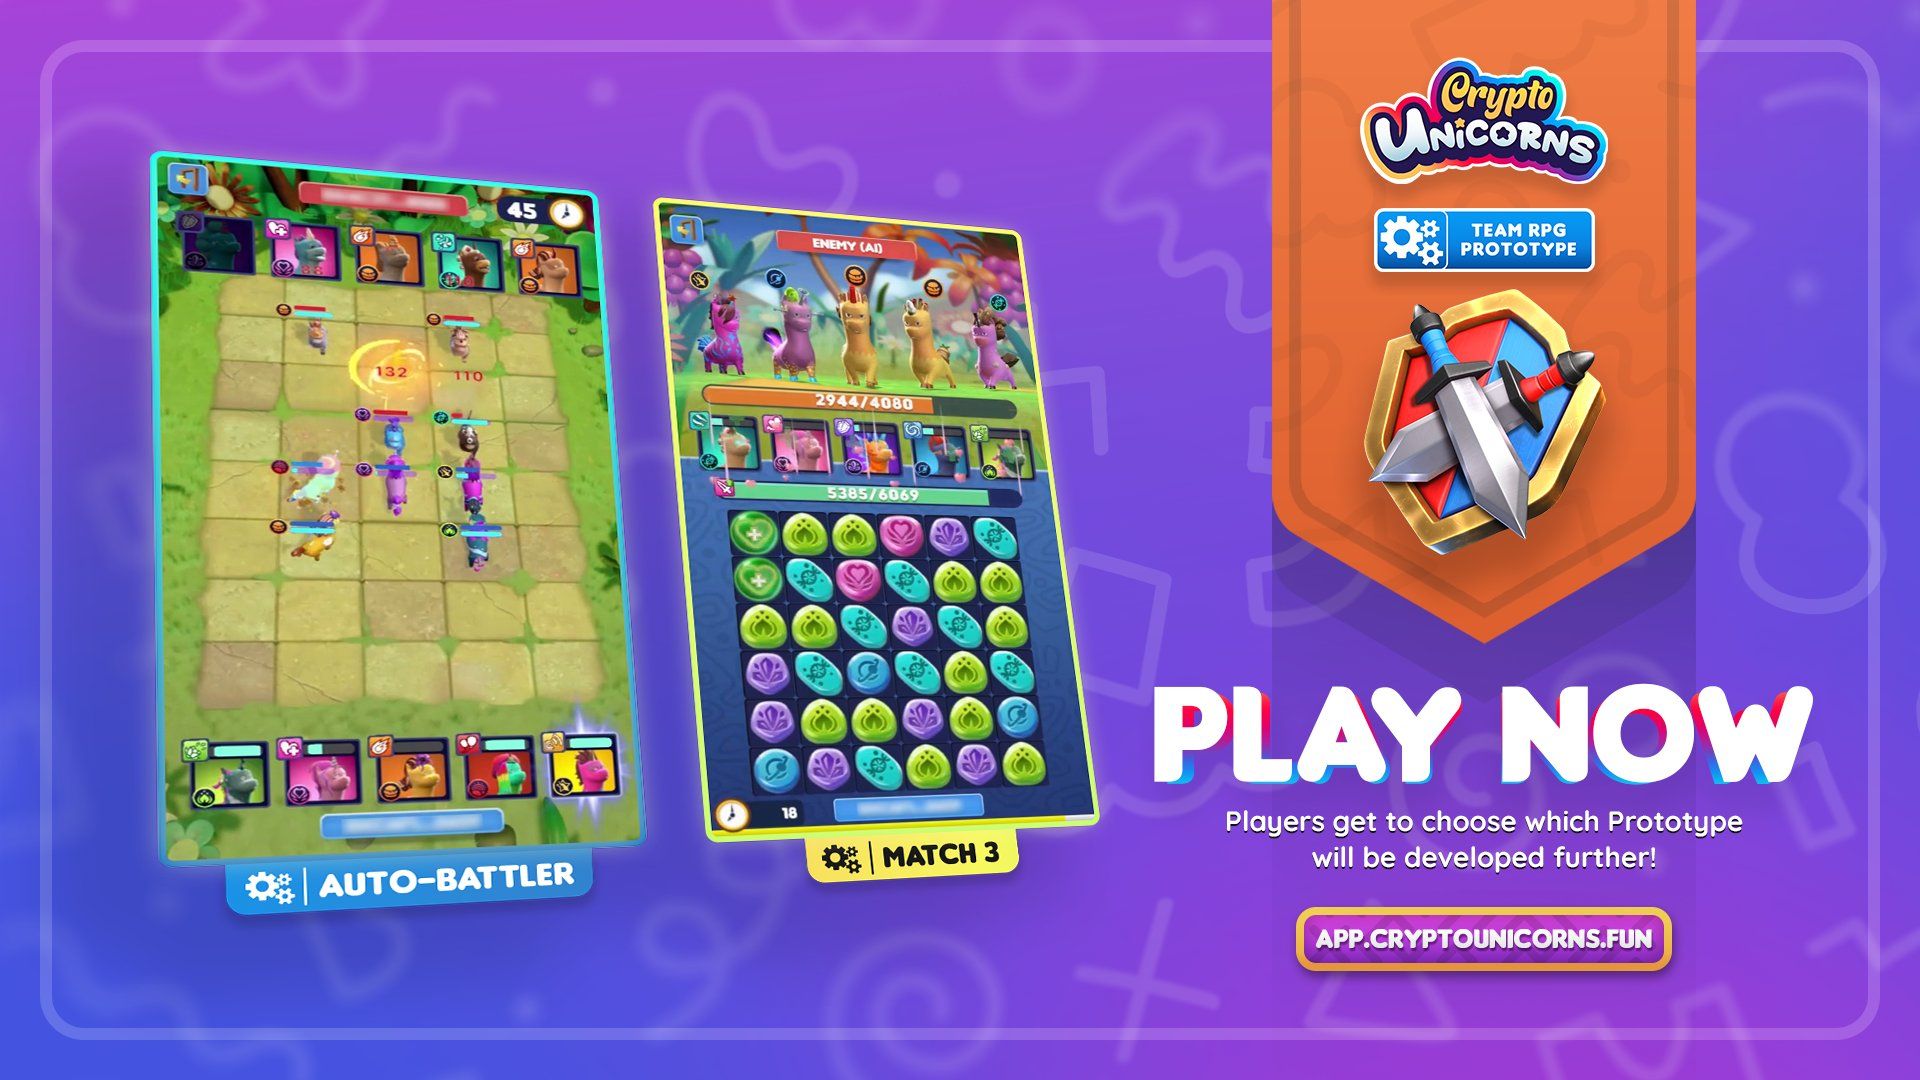 45
132
110
AUTO-BATTLER
ENEMY (AI)
2944/4080
5385/6069
18
MATCH 3
Crypto
UNICORNS
TEAM RPG
PROTOTYPE
PLAY NOW
Players get to choose which Prototype
will be developed further!
APP.CRYPTOUNICORNS.FUN